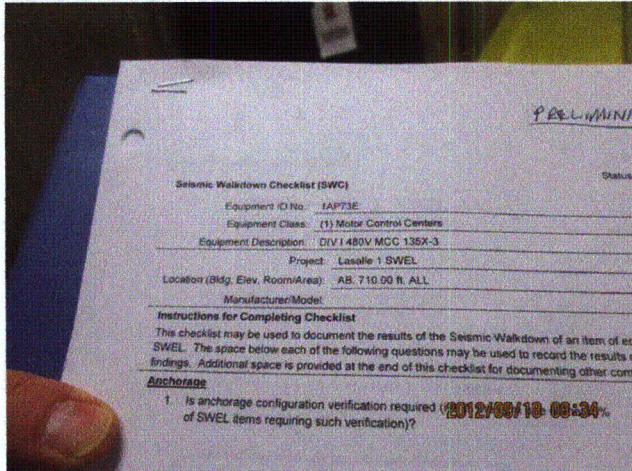 PRELIMINA
Status
Seismic Walkdown Checklist (SWC)
Equipment ID No.: 1AP73E
Equipment Class: (1) Motor Control Centers
Equipment Description: DIV I 480V MCC 135X-3
Project: Lasalle 1 SWEL
Location (Bldg, Elev, Room/Area): AB, 710.00 ft, ALL
Manufacturer/Model:
Instructions for Completing Checklist
This checklist may be used to document the results of the Seismic Walkdown of an item of e
SWEL. The space below each of the following questions may be used to record the results
findings. Additional space is provided at the end of this checklist for documenting other com
Anchorage
1. Is anchorage configuration verification required (
of SWEL items requiring such verification)?